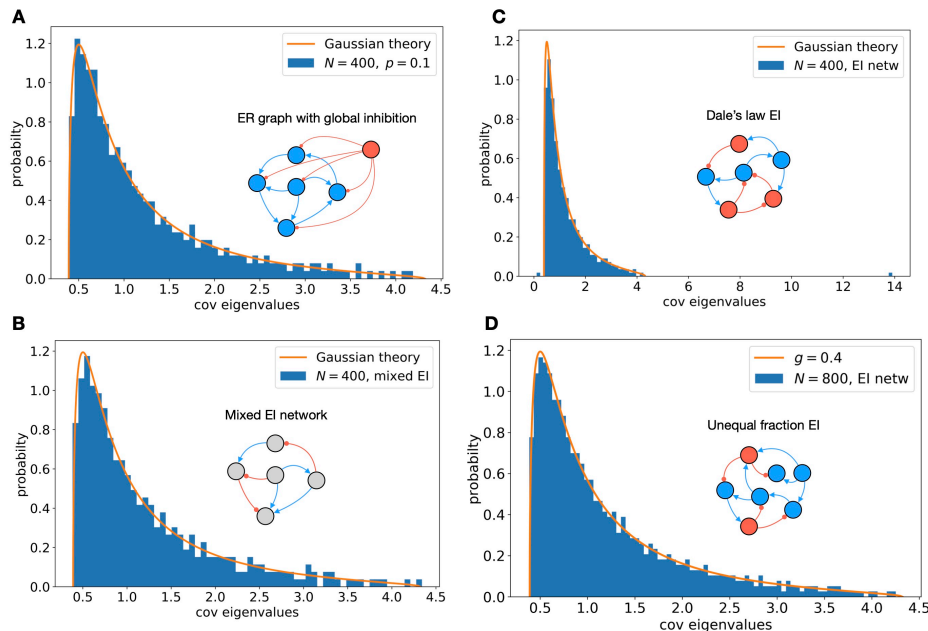 A
Gaussian theory
N = 400, p = 0.1
ER graph with global inhibition
probabilty
1.2
1.0
0.8
0.6
0.4
0.2
0.0
0.5 1.0 1.5 2.0 2.5 3.0 3.5 4.0 4.5
cov eigenvalues
C
Gaussian theory
N = 400, EI netw
Dale's law EI
probabilty
1.2
1.0
0.8
0.6
0.4
0.2
0.0
0 2 4 6 8 10 12 14
cov eigenvalues
B
Gaussian theory
N = 400, mixed EI
Mixed EI network
probabilty
1.2
1.0
0.8
0.6
0.4
0.2
0.0
0.5 1.0 1.5 2.0 2.5 3.0 3.5 4.0 4.5
cov eigenvalues
D
g = 0.4
N = 800, EI netw
Unequal fraction EI
probabilty
1.2
1.0
0.8
0.6
0.4
0.2
0.0
0.5 1.0 1.5 2.0 2.5 3.0 3.5 4.0 4.5
cov eigenvalues